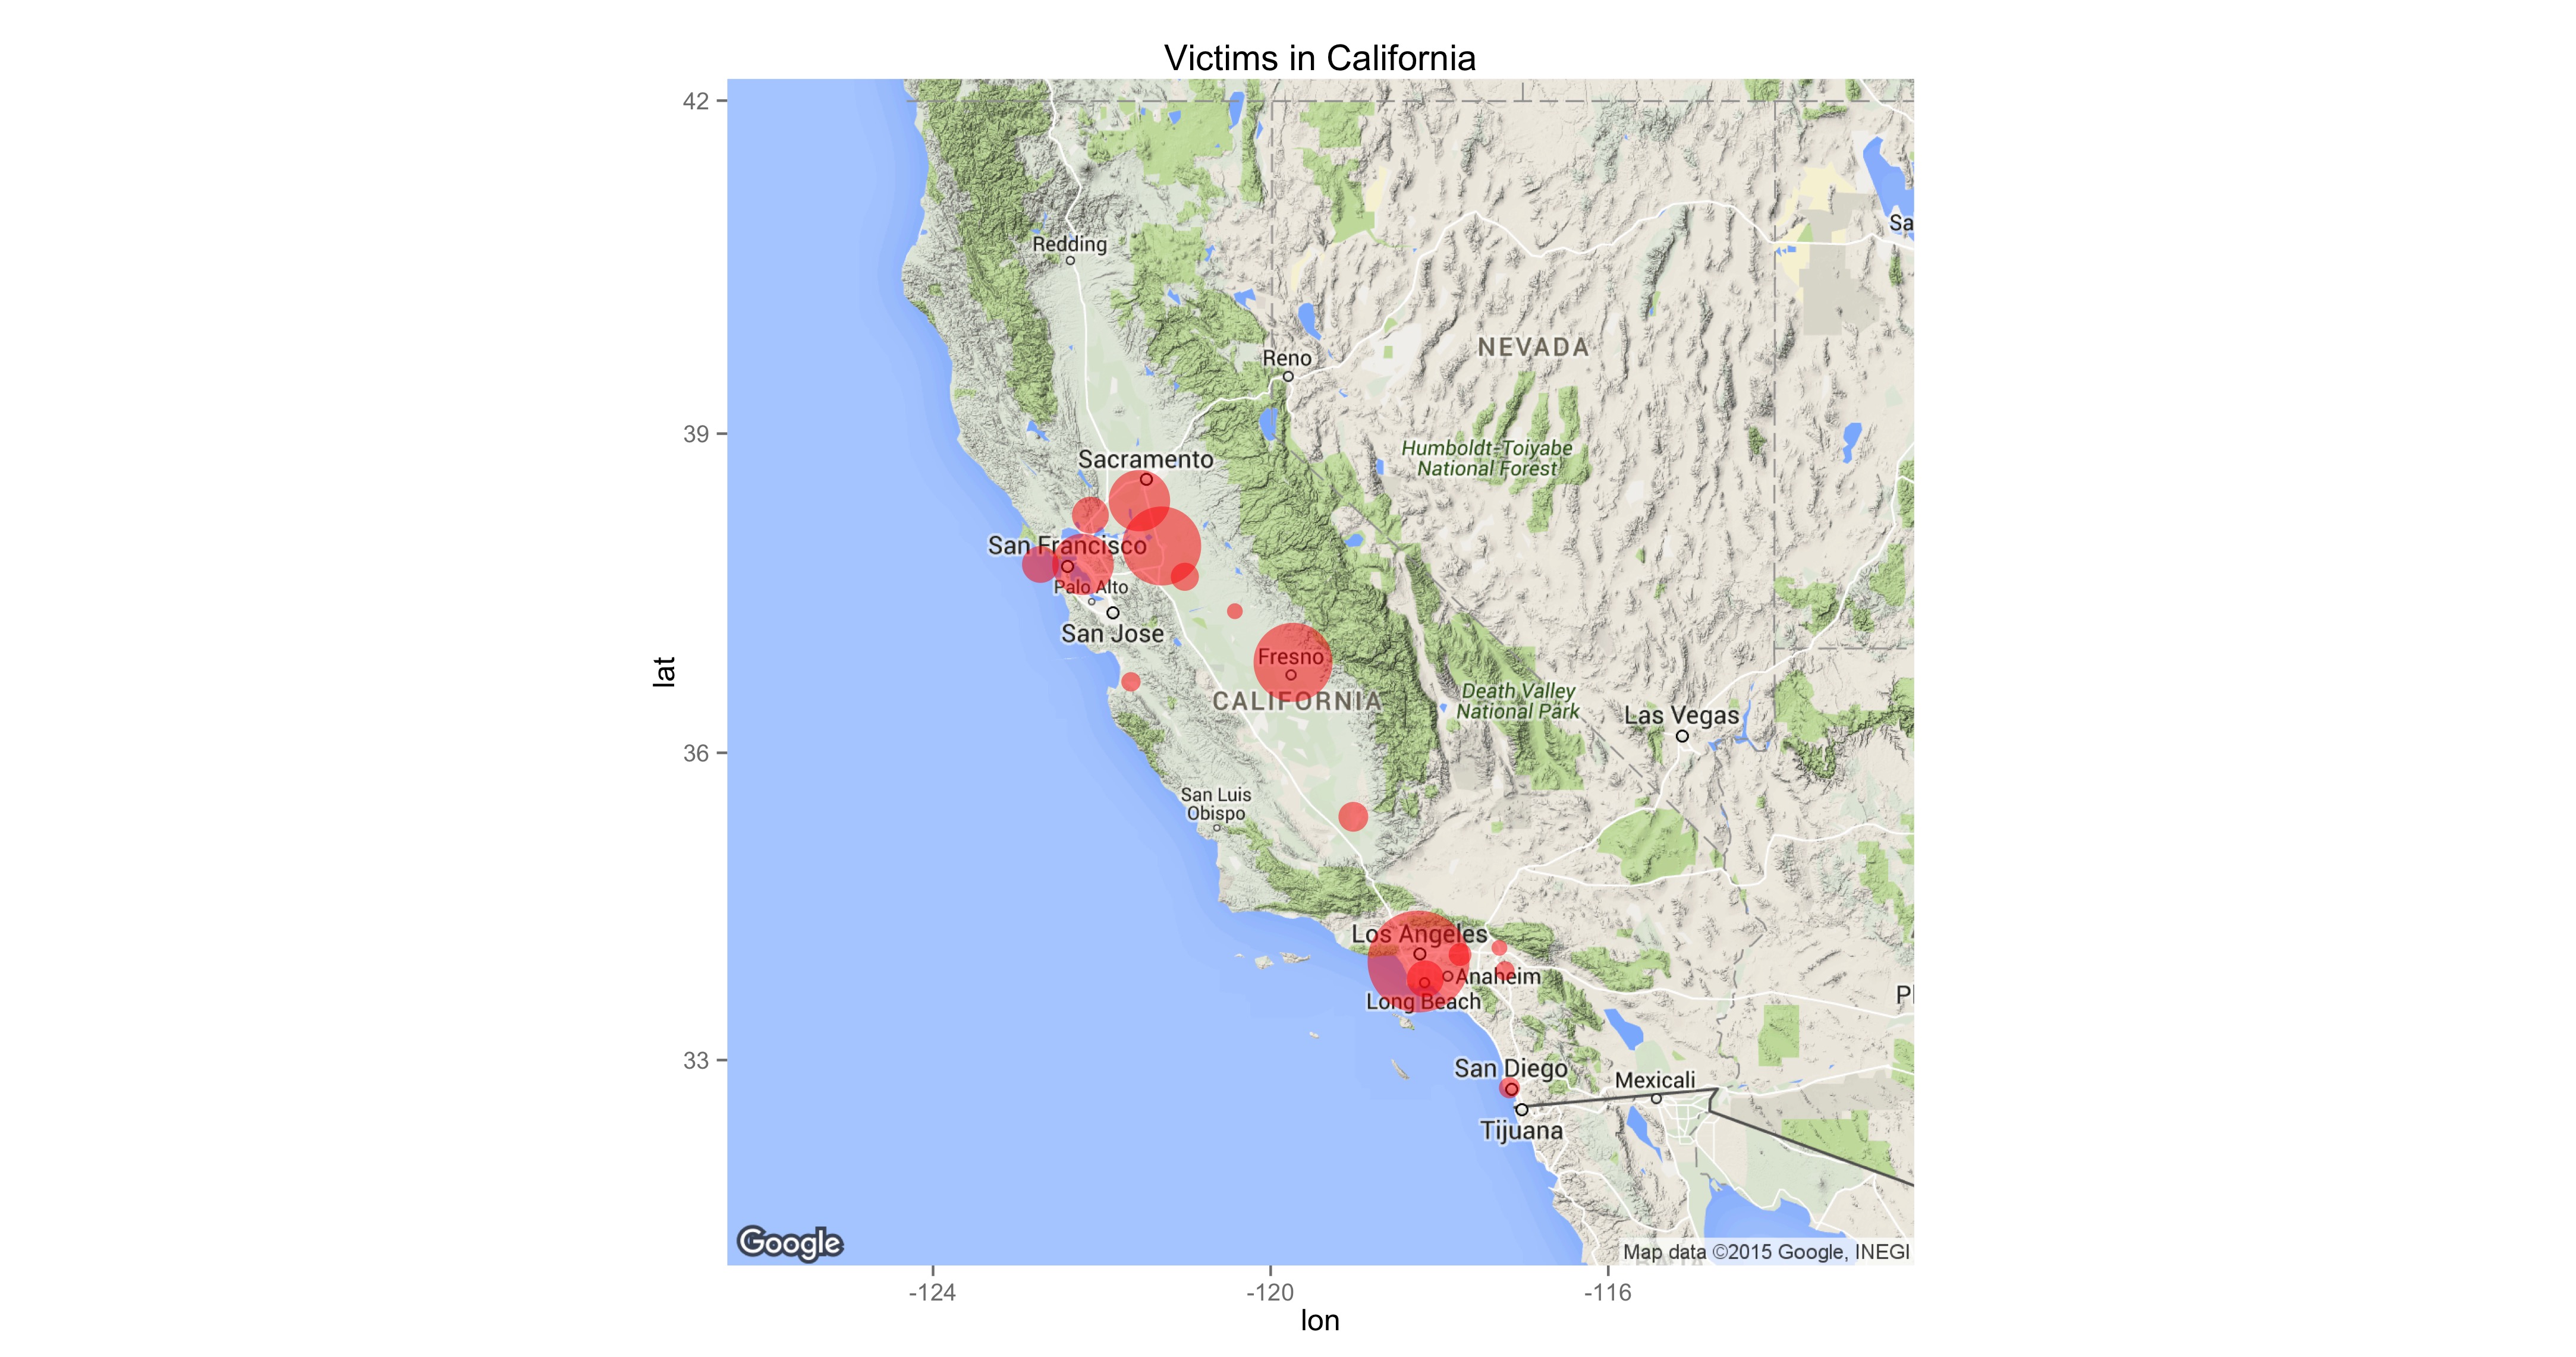 Victims in California
42
39
36
33
lat
-124
-120
-116
lon
Redding
Sa
Reno
NEVADA
Humboldt-Toiyabe
National Forest
Sacramento
San Francisco
Palo Alto
San Jose
Fresno
CALIFORNIA
Death Valley
National Park
Las Vegas
San Luis
Obispo
Los Angeles
Anaheim
Long Beach
San Diego
Mexicali
Tijuana
Google
Map data ©2015 Google, INEGI